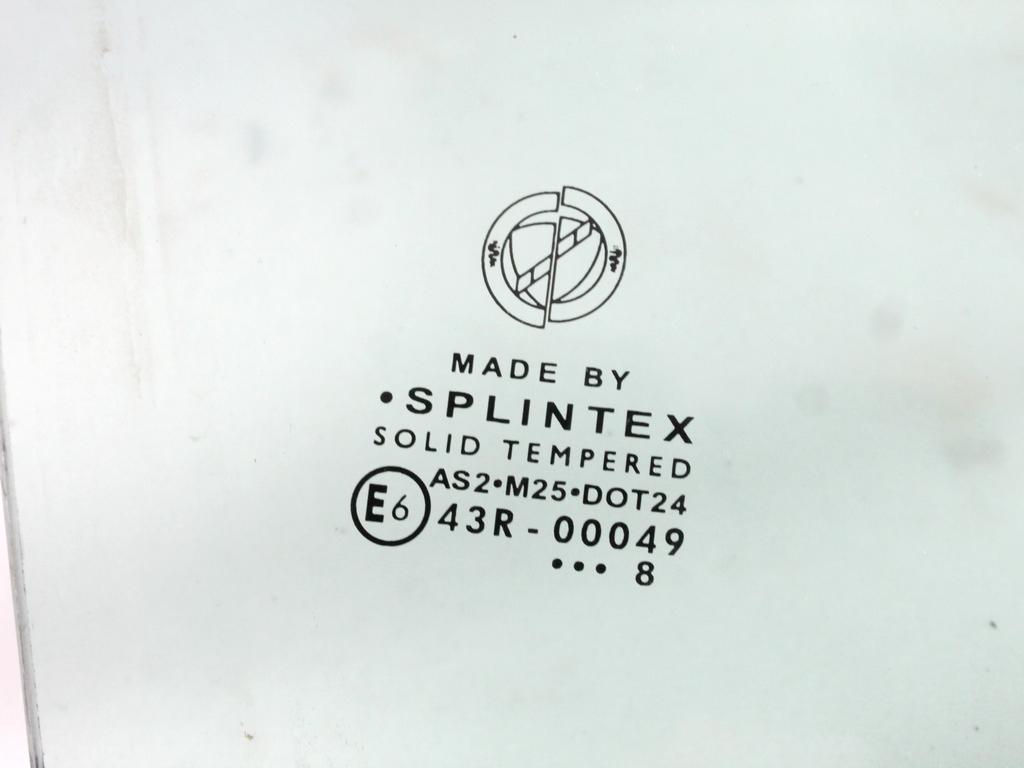 MADE BY
•SPLINTEX
SOLID TEMPERED
AS2•M25•DOT24
E6 43R - 00049
••• 8